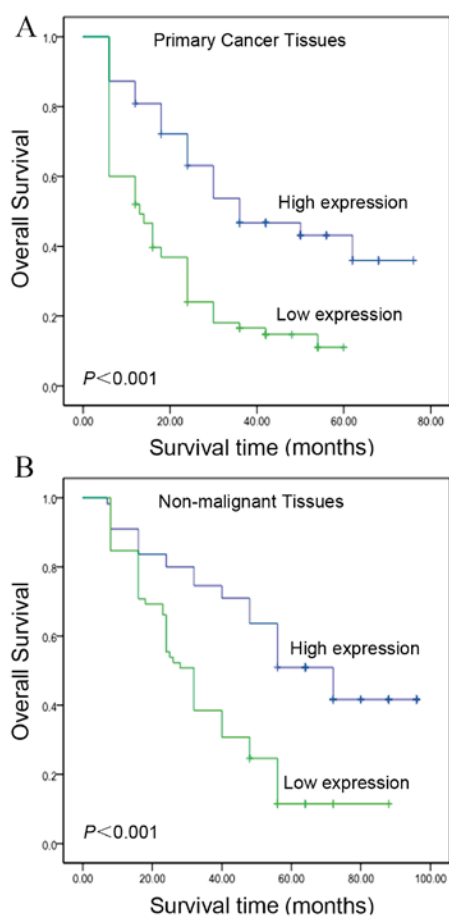 A
Primary Cancer Tissues
1.0
0.8
0.6
0.4
0.2
0.0
Overall Survival
High expression
Low expression
P<0.001
0.00 20.00 40.00 60.00 80.00
Survival time (months)
B
Non-malignant Tissues
1.0
0.8
0.6
0.4
0.2
0.0
Overall Survival
High expression
Low expression
P<0.001
0.00 20.00 40.00 60.00 80.00 100.00
Survival time (months)